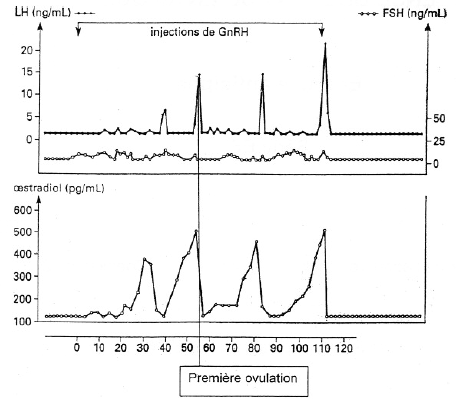 LH (ng/mL)
FSH (ng/mL)
injections de GnRH
20
15
10
5
0
50
25
0
œstradiol (pg/mL)
600
500
400
300
200
100
0 10 20 30 40 50 60 70 80 90 100 110 120
Première ovulation